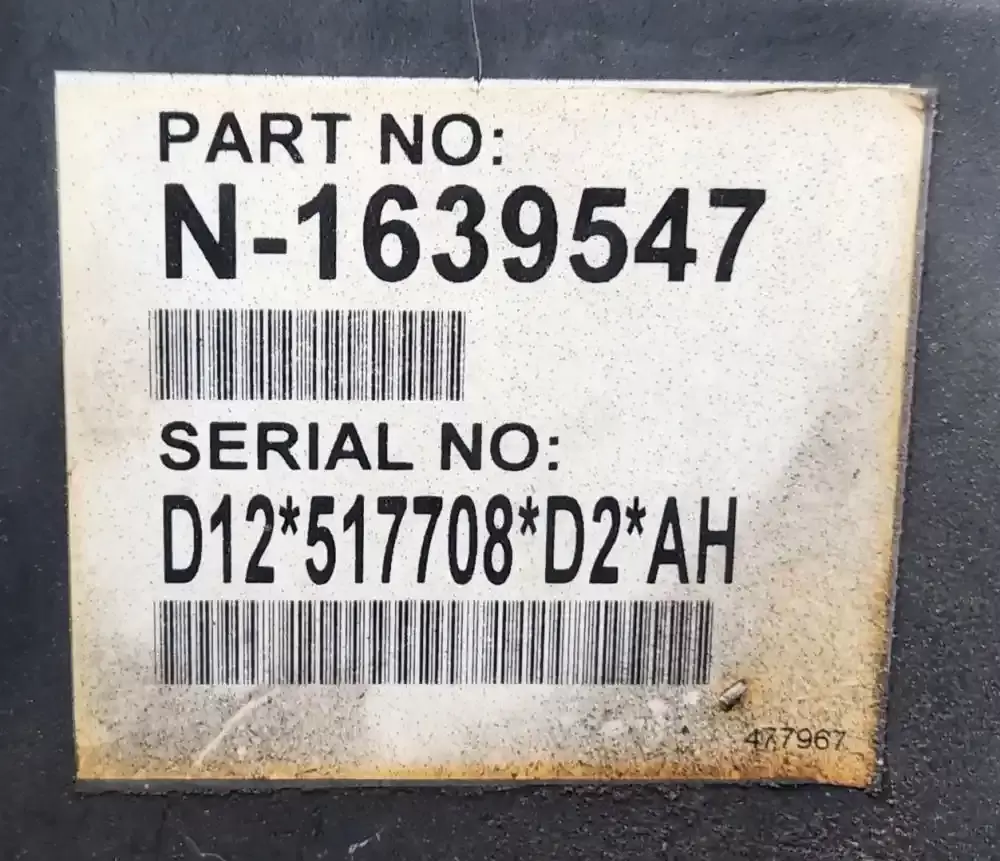 PART NO:
N-1639547
SERIAL NO:
D12*517708*D2*AH
477967